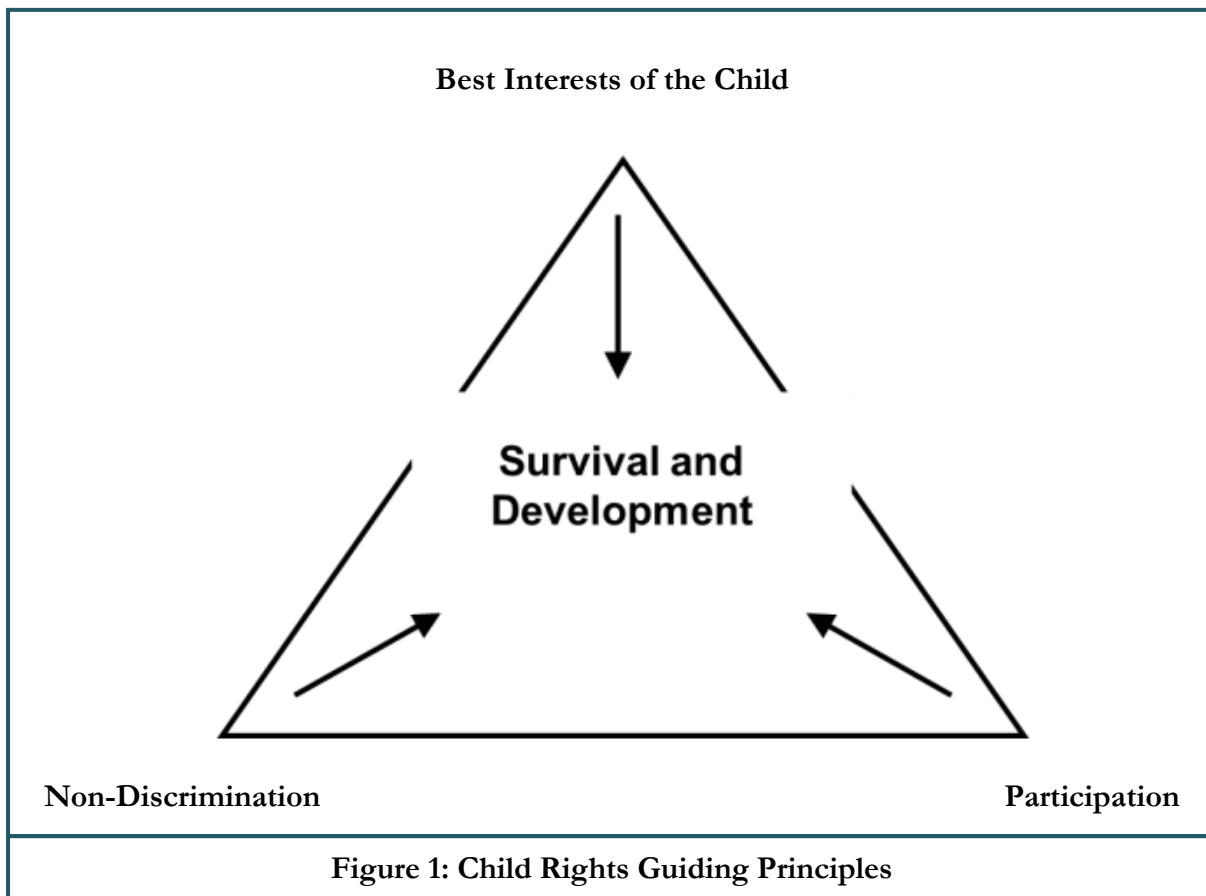 Best Interests of the Child
Survival and
Development
Non-Discrimination
Participation
Figure 1: Child Rights Guiding Principles